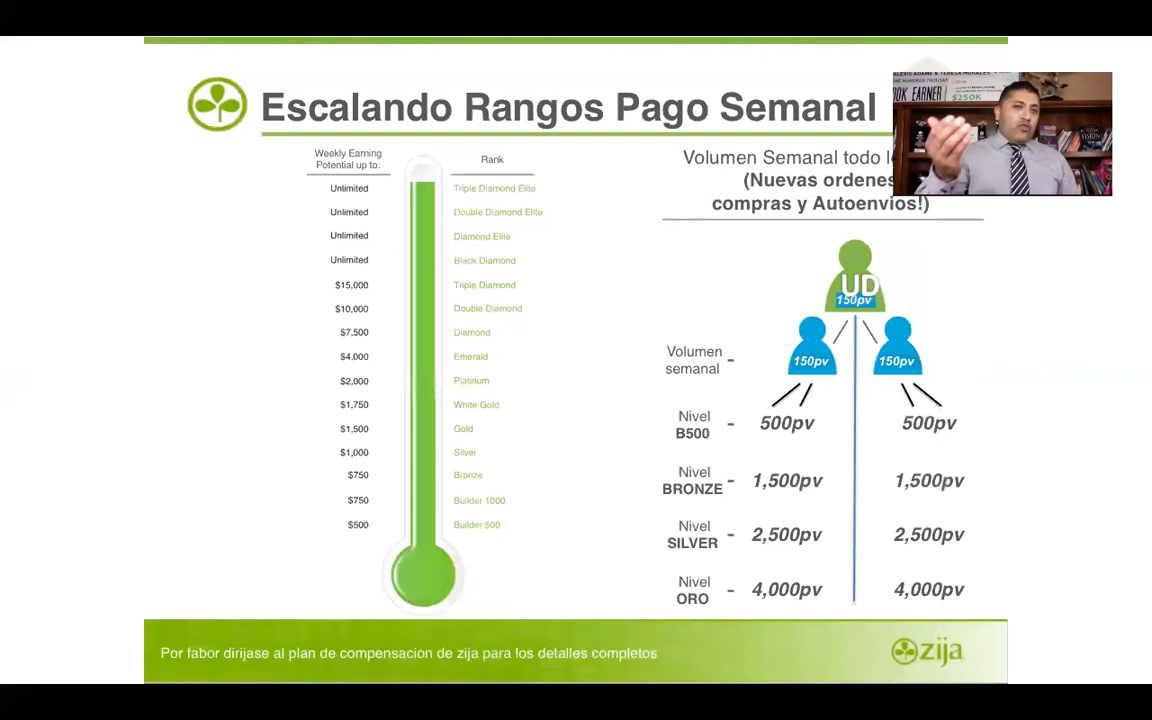 Escalando Rangos Pago Semanal
Weekly Earning
Potential up to:
Rank
Unlimited Triple Diamond Elite
Unlimited Double Diamond Elite
Unlimited Diamond Elite
Unlimited Black Diamond
$15,000 Triple Diamond
$10,000 Double Diamond
$7,500 Diamond
$4,000 Emerald
$2,000 Platinum
$1,750 White Gold
$1,500 Gold
$1,000 Silver
$750 Bronze
$750 Builder 1000
$500 Builder 500
Volumen Semanal todo
(Nuevas ordenes
compras y Autoenvios!)
UD
150pv
150pv 150pv
Volumen
semanal -
Nivel
B500 - 500pv 500pv
Nivel
BRONZE - 1,500pv 1,500pv
Nivel
SILVER - 2,500pv 2,500pv
Nivel
ORO - 4,000pv 4,000pv
EARNER
$250K
VISION
Por fabor dirijase al plan de compensacion de zija para los detalles completos
zija